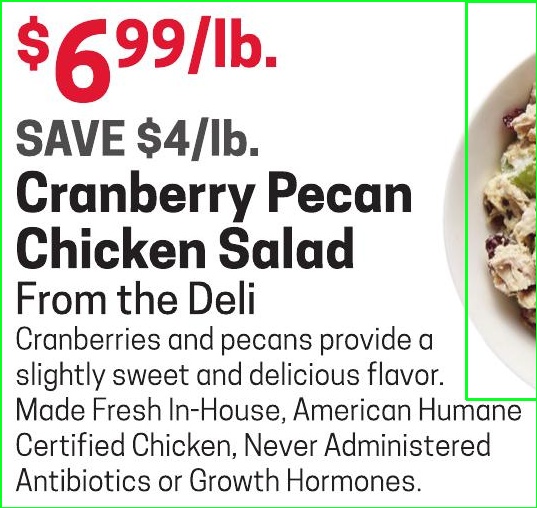 $6.99/lb.
SAVE $4/lb.
Cranberry Pecan
Chicken Salad
From the Deli
Cranberries and pecans provide a
slightly sweet and delicious flavor.
Made Fresh In-House, American Humane
Certified Chicken, Never Administered
Antibiotics or Growth Hormones.